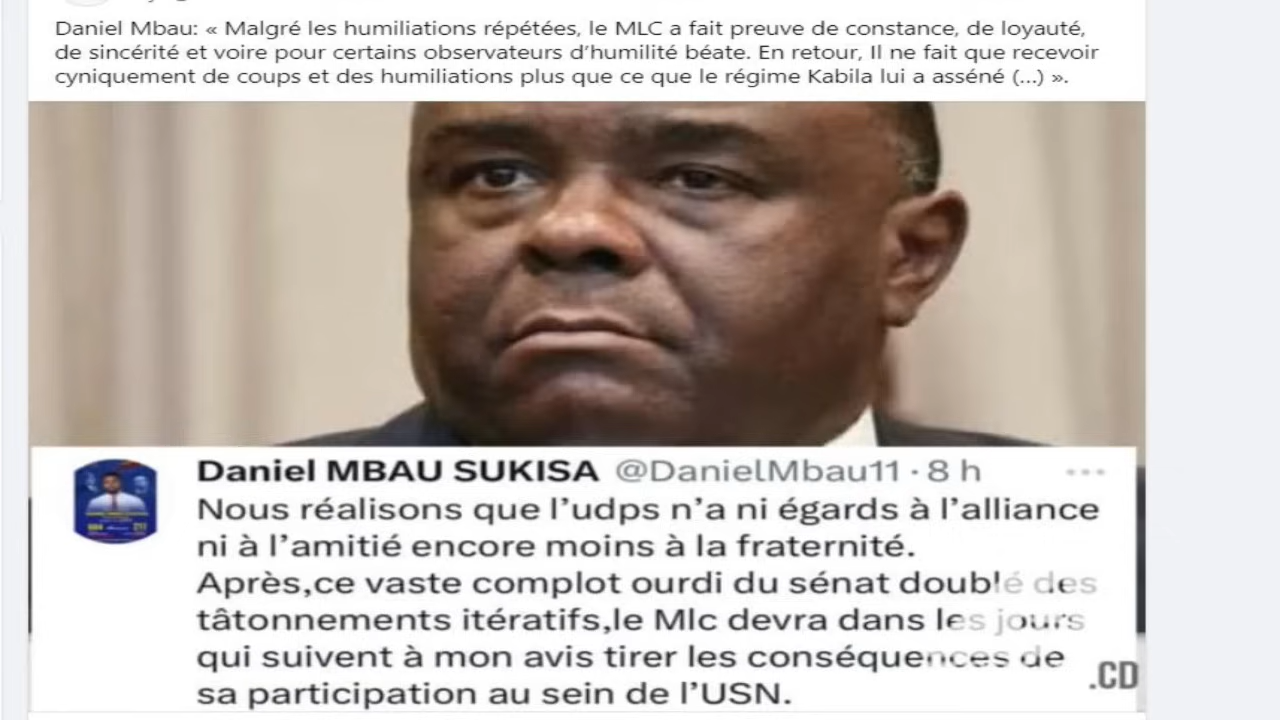 Daniel Mbau: « Malgré les humiliations répétées, le MLC a fait preuve de constance, de loyauté,
de sincérité et voire pour certains observateurs d'humilité béate. En retour, Il ne fait que recevoir
cyniquement de coups et des humiliations plus que ce que le régime Kabila lui a asséné (...) ».
Daniel MBAU SUKISA @DanielMbau11 · 8 h
Nous réalisons que l'udps n'a ni égards à l'alliance
ni à l'amitié encore moins à la fraternité.
Après,ce vaste complot ourdi du sénat doublé des
tâtonnements itératifs,le Mlc devra dans les jours
qui suivent à mon avis tirer les conséquences de
.CD
sa participation au sein de l'USN.